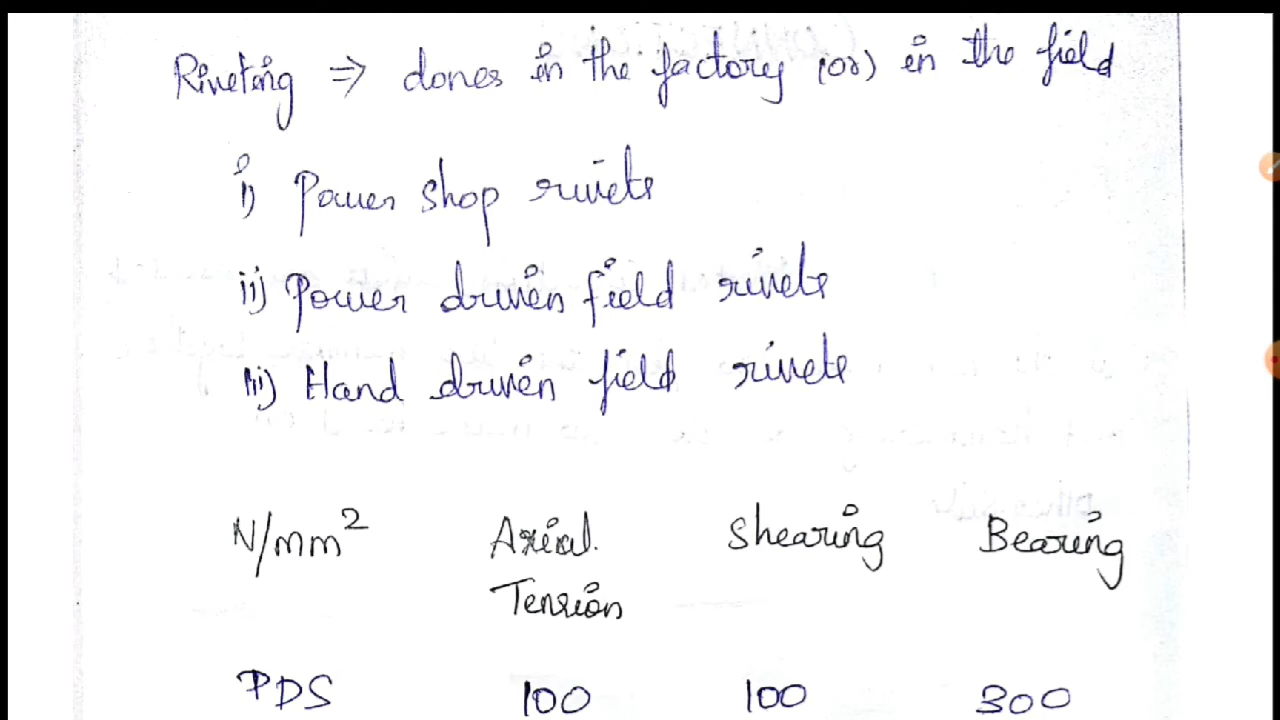 Riveting ⇒ dones in the factory (or) in the field
i) Power shop rivets
ii) Power driven field rivets
iii) Hand driven field rivets
N/mm² Axial Shearing Bearing
Tension
PDS 100 100 300